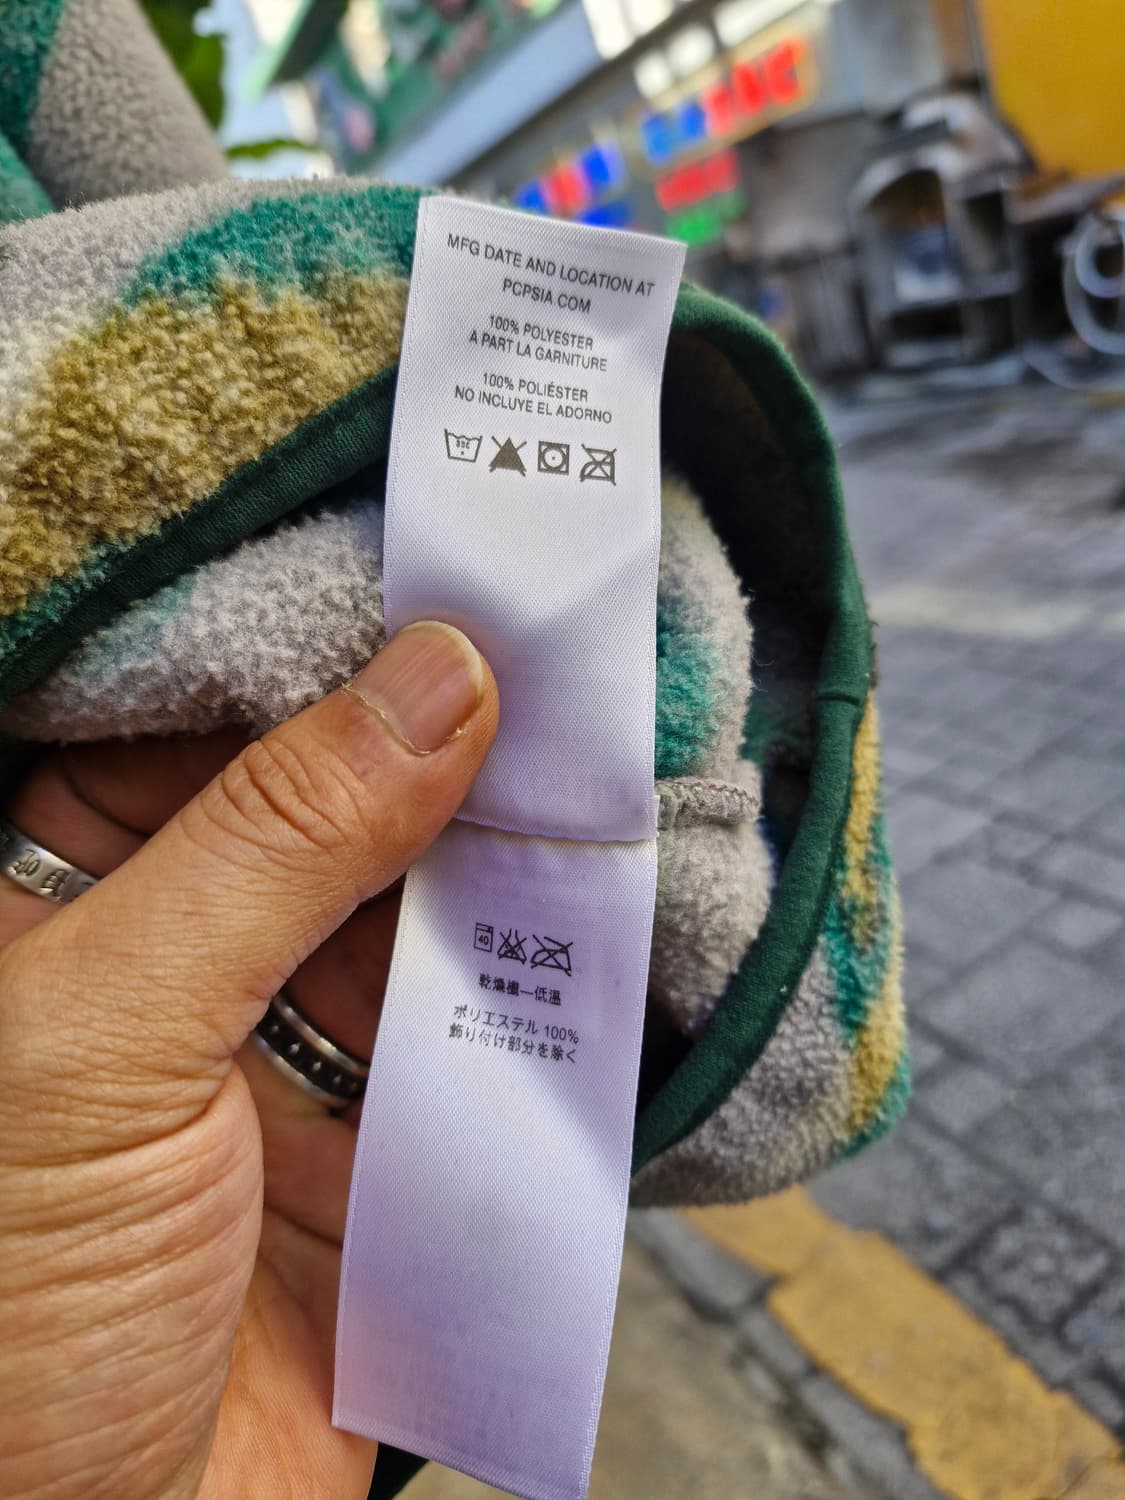 MFG DATE AND LOCATION AT
PCPSIA.COM
100% POLYESTER
A PART LA GARNITURE
100% POLIÉSTER
NO INCLUYE EL ADORNO
40
乾燥機—低温
ポリエステル 100%
飾り付け部分を除く